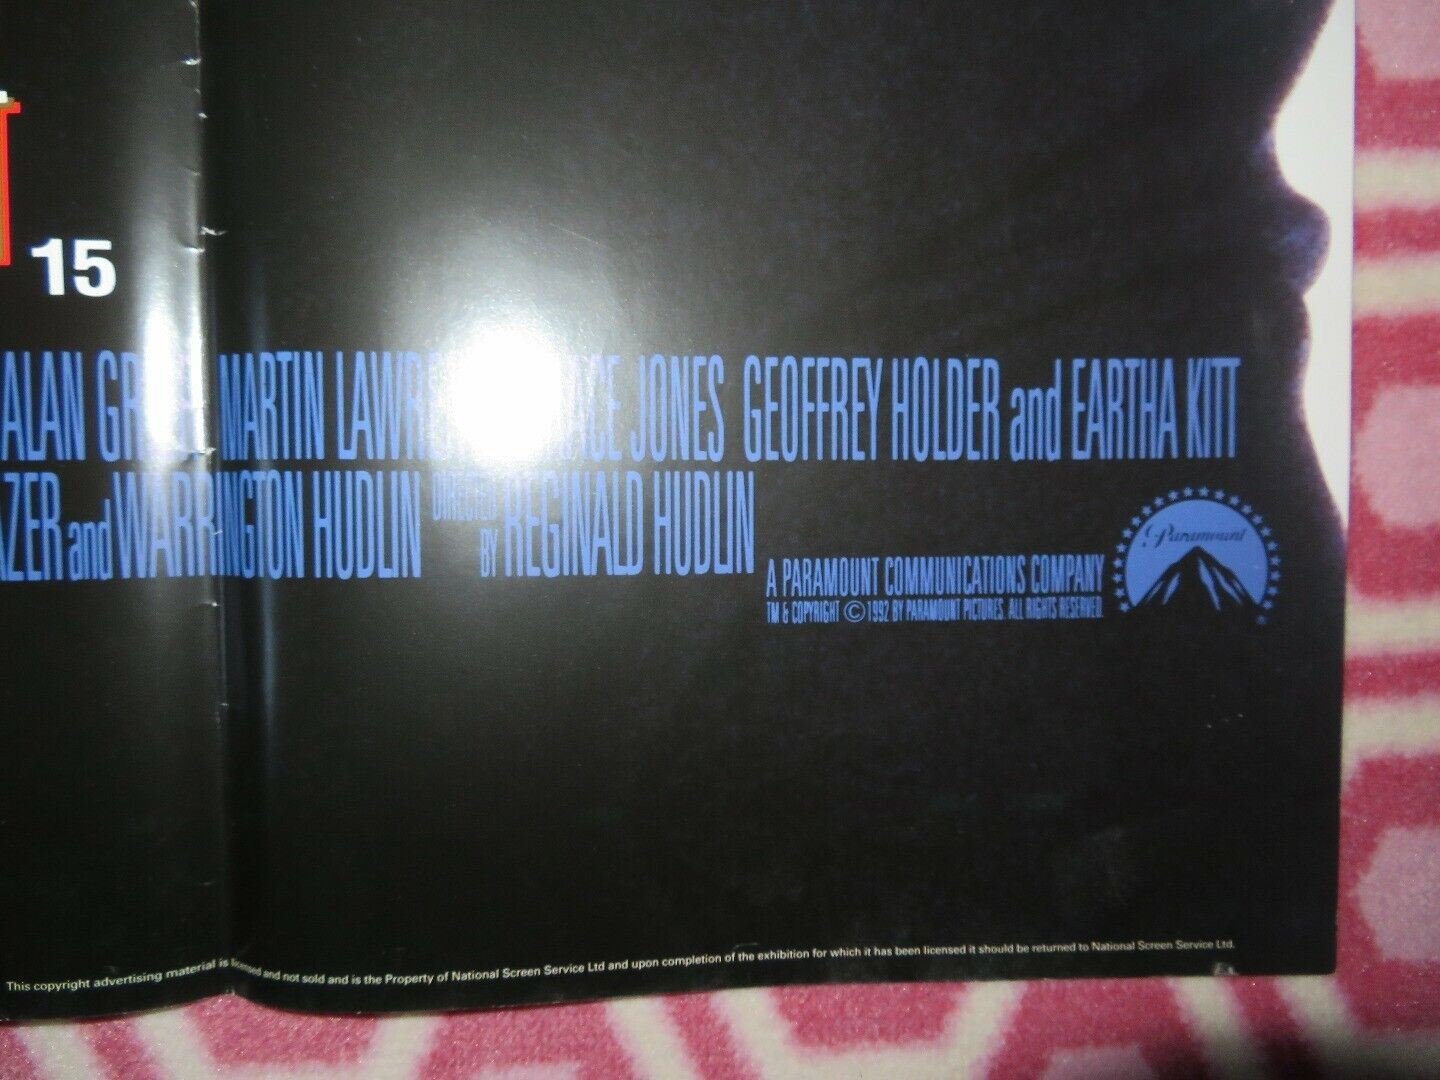 15
ALAN MARTIN JONES GEOFFREY HOLDER and EARTHA KITT
and WARRINGTON HUDLIN DIRECTED BY REGINALD HUDLIN
A PARAMOUNT COMMUNICATIONS COMPANY
TM & COPYRIGHT © 1992 BY PARAMOUNT PICTURES. ALL RIGHTS RESERVED.
Paramount
This copyright advertising material is licensed and not sold and is the Property of National Screen Service Ltd and upon completion of the exhibition for which it has been licensed it should be returned to National Screen Service Ltd.